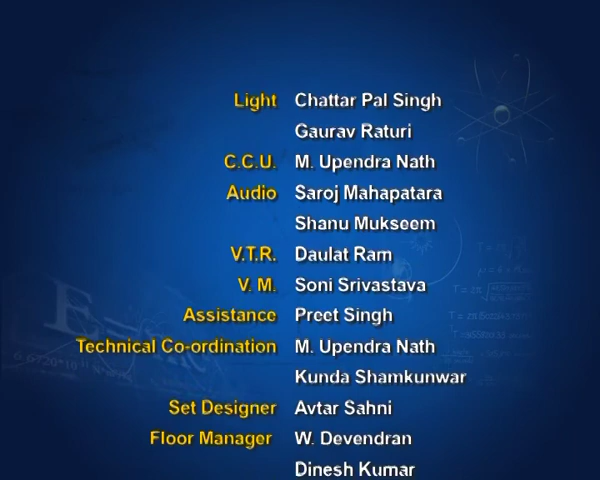 Light Chattar Pal Singh
Gaurav Raturi
C.C.U. M. Upendra Nath
Audio Saroj Mahapatara
Shanu Mukseem
V.T.R. Daulat Ram
V. M. Soni Srivastava
Assistance Preet Singh
Technical Co-ordination M. Upendra Nath
Kunda Shamkunwar
Set Designer Avtar Sahni
Floor Manager W. Devendran
Dinesh Kumar